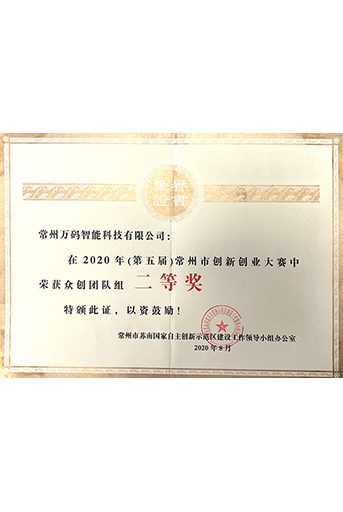 荣誉
證書
常州万码智能科技有限公司：
在2020年(第五届)常州市创新创业大赛中
荣获众创团队组 二等奖
特颁此证，以资鼓励！
常州市苏南国家自主创新示范区建设工作领导小组办公室
2020年8月